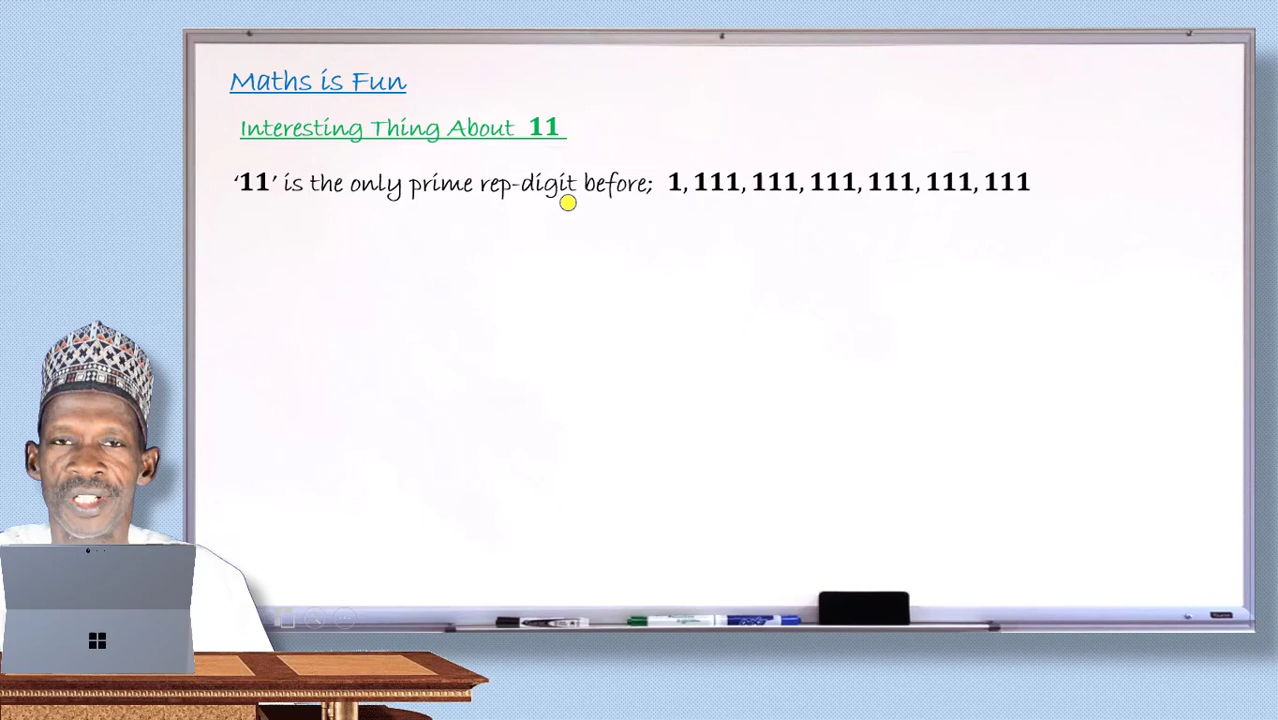 Maths is Fun
Interesting Thing About 11
‘11’ is the only prime rep-digit before; 1, 111, 111, 111, 111, 111, 111